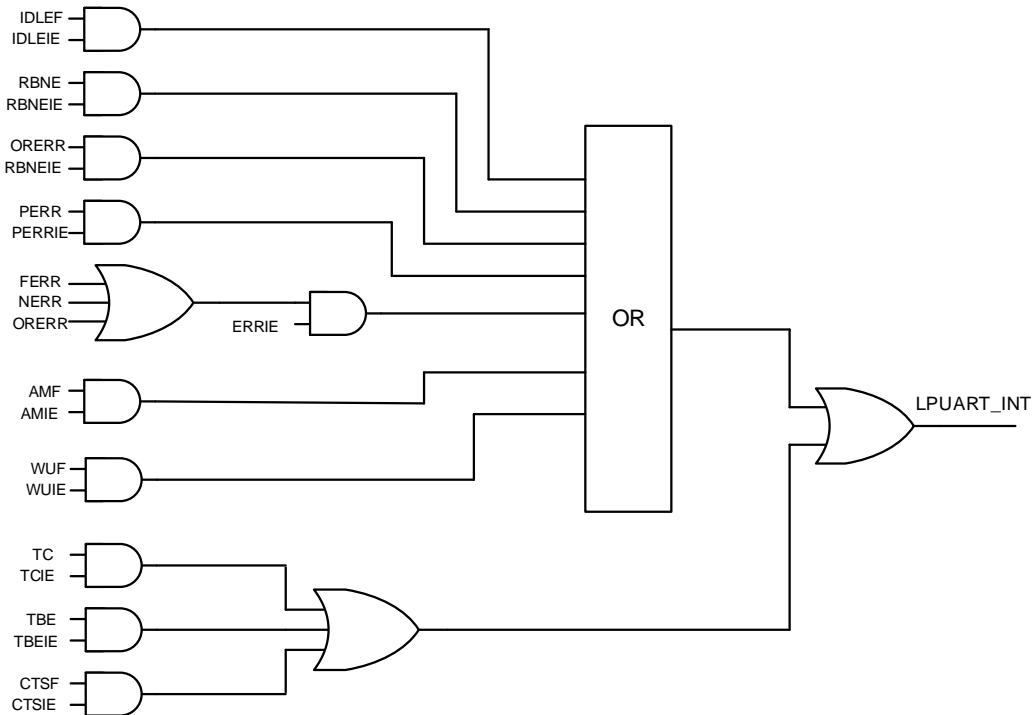 IDLEF
IDLEIE
RBNE
RBNEIE
ORERR
RBNEIE
PERR
PERRIE
FERR
NERR
ORERR
ERRIE
AMF
AMIE
WUF
WUIE
OR
LPUART_INT
TC
TCIE
TBE
TBEIE
CTSF
CTSIE